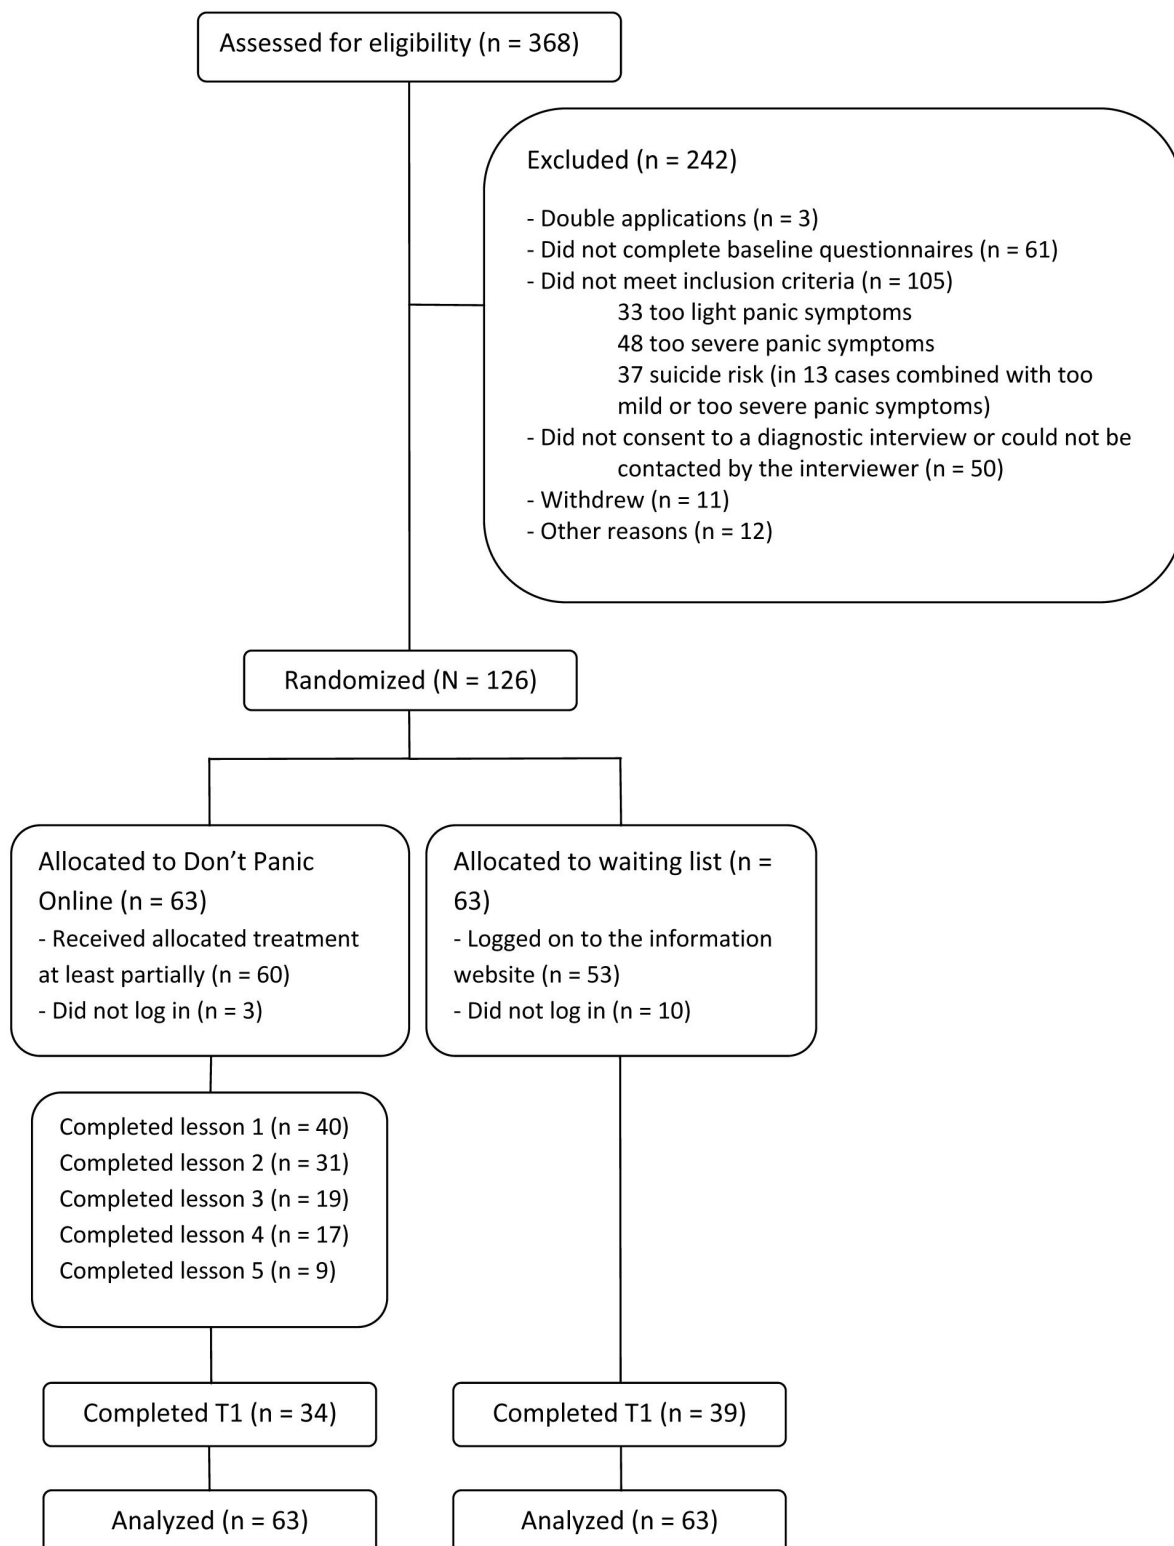 Assessed for eligibility (n = 368)
Excluded (n = 242)
- Double applications (n = 3)
- Did not complete baseline questionnaires (n = 61)
- Did not meet inclusion criteria (n = 105)
33 too light panic symptoms
48 too severe panic symptoms
37 suicide risk (in 13 cases combined with too
mild or too severe panic symptoms)
- Did not consent to a diagnostic interview or could not be
contacted by the interviewer (n = 50)
- Withdrew (n = 11)
- Other reasons (n = 12)
Randomized (N = 126)
Allocated to Don’t Panic
Online (n = 63)
- Received allocated treatment
at least partially (n = 60)
- Did not log in (n = 3)
Allocated to waiting list (n =
63)
- Logged on to the information
website (n = 53)
- Did not log in (n = 10)
Completed lesson 1 (n = 40)
Completed lesson 2 (n = 31)
Completed lesson 3 (n = 19)
Completed lesson 4 (n = 17)
Completed lesson 5 (n = 9)
Completed T1 (n = 34)
Completed T1 (n = 39)
Analyzed (n = 63)
Analyzed (n = 63)